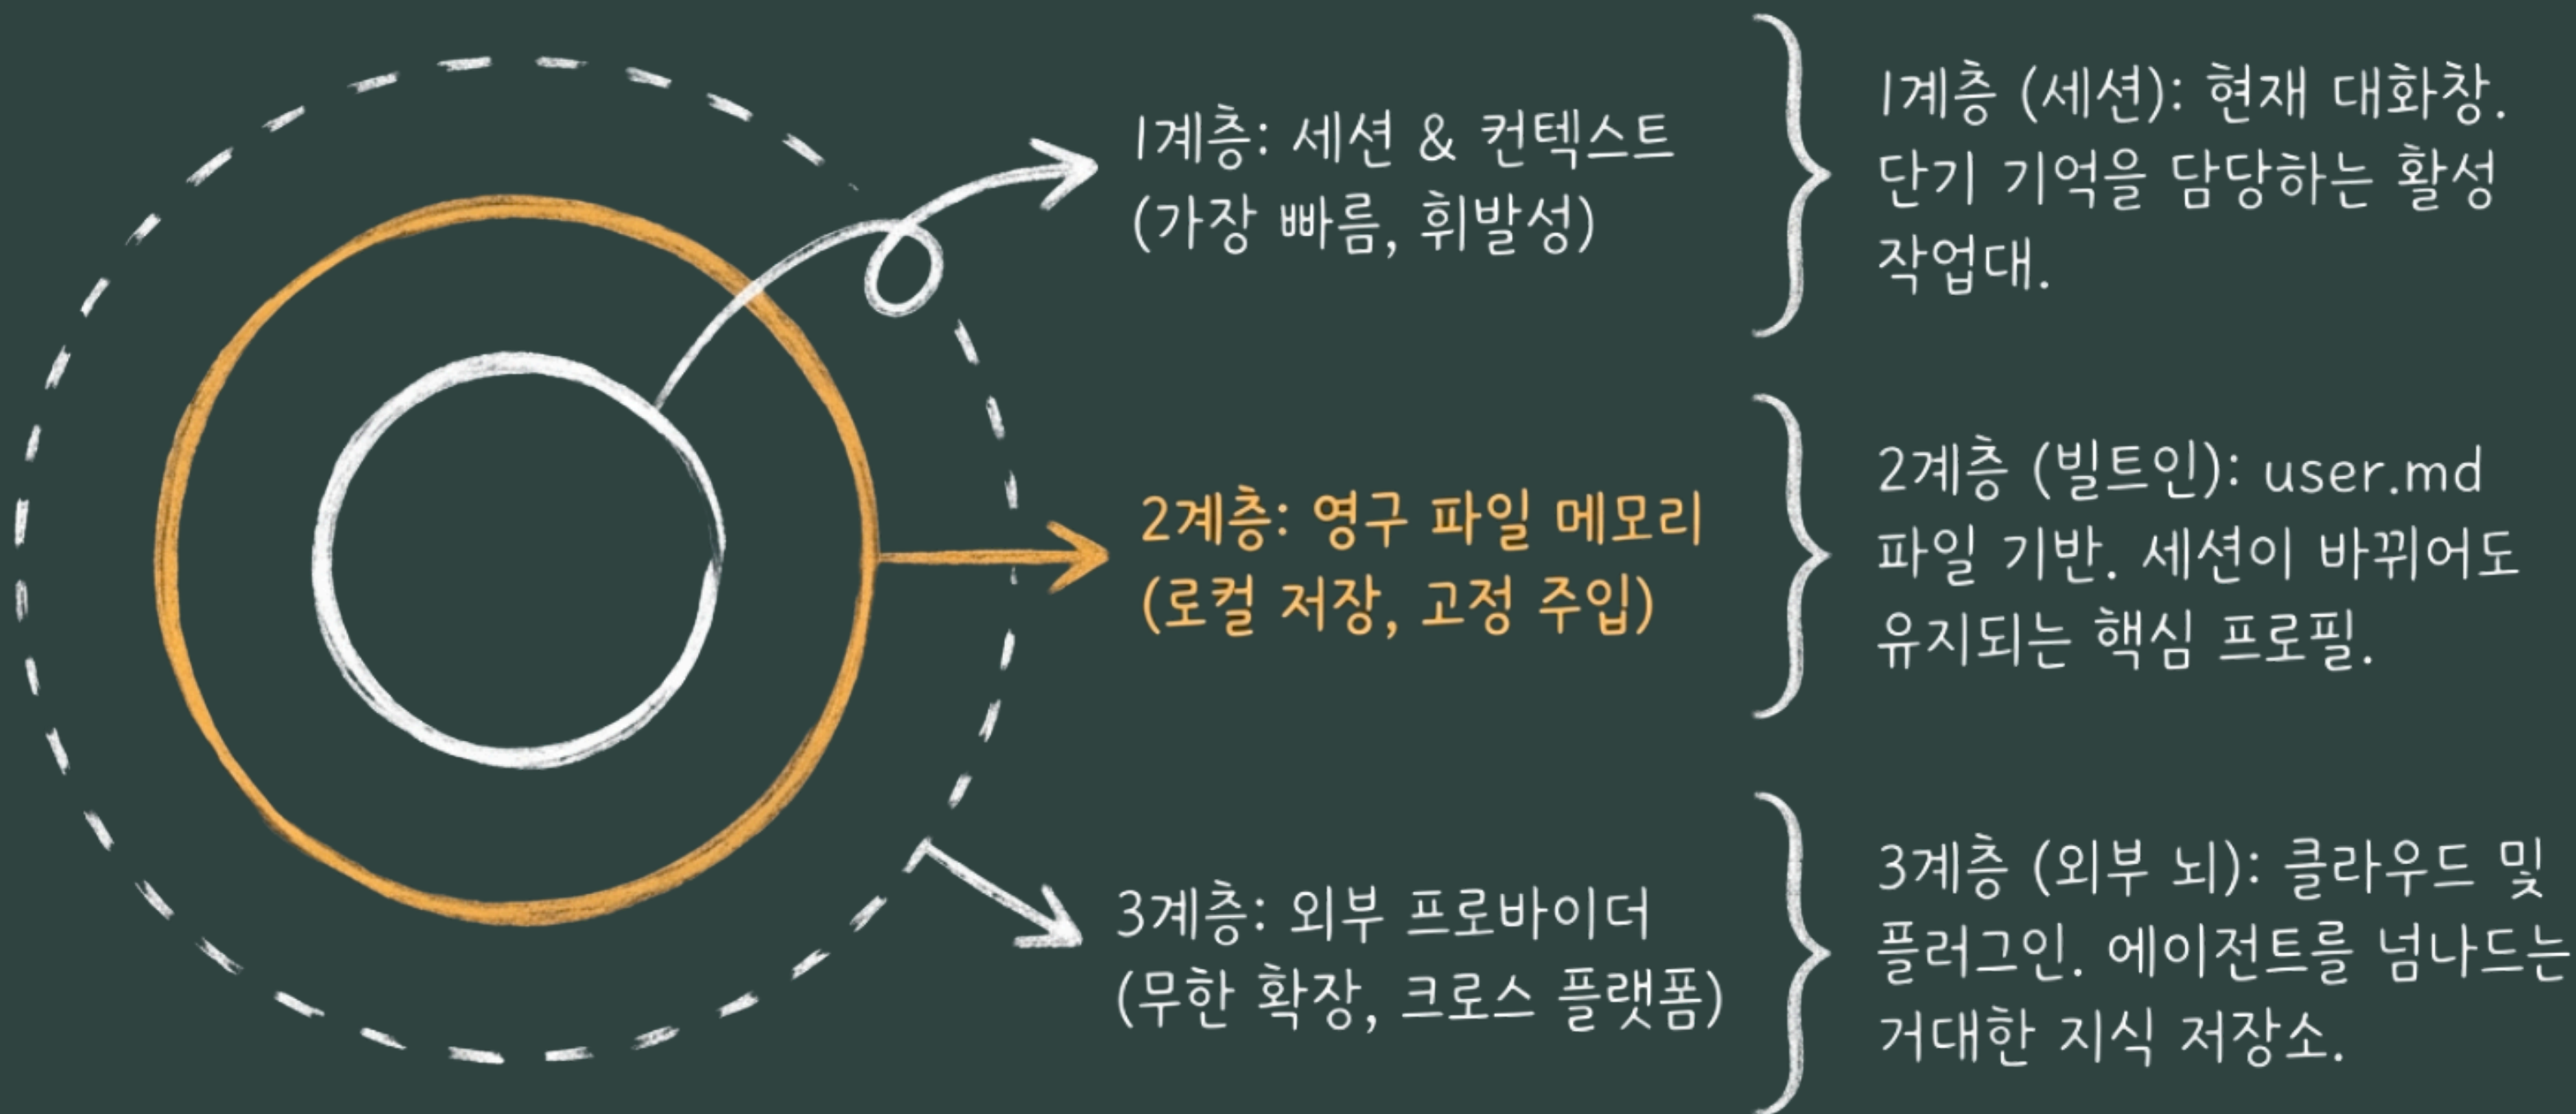 1계층: 세션 & 컨텍스트
(가장 빠름, 휘발성)
1계층 (세션): 현재 대화창.
단기 기억을 담당하는 활성
작업대.
2계층: 영구 파일 메모리
(로컬 저장, 고정 주입)
2계층 (빌트인): user.md
파일 기반. 세션이 바뀌어도
유지되는 핵심 프로필.
3계층: 외부 프로바이더
(무한 확장, 크로스 플랫폼)
3계층 (외부 뇌): 클라우드 및
플러그인. 에이전트를 넘나드는
거대한 지식 저장소.